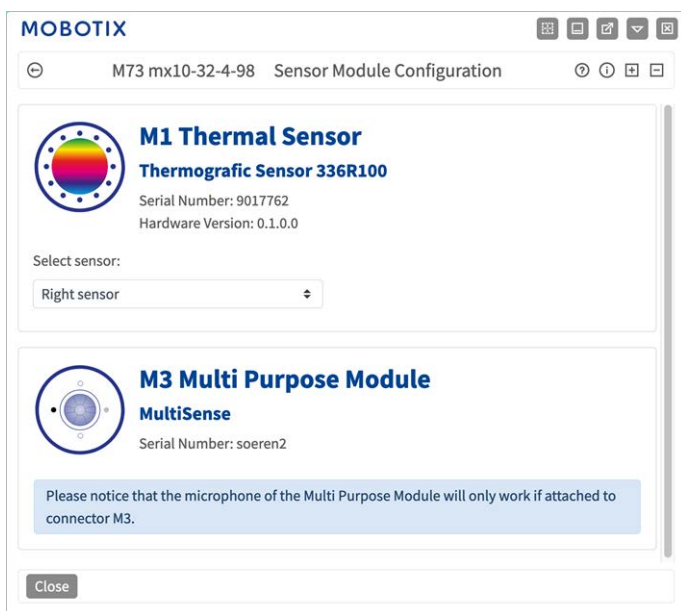 MOBOTIX
M73 mx10-32-4-98 Sensor Module Configuration
M1 Thermal Sensor
Thermografic Sensor 336R100
Serial Number: 9017762
Hardware Version: 0.1.0.0
Select sensor:
Right sensor
M3 Multi Purpose Module
MultiSense
Serial Number: soeren2
Please notice that the microphone of the Multi Purpose Module will only work if attached to
connector M3.
Close